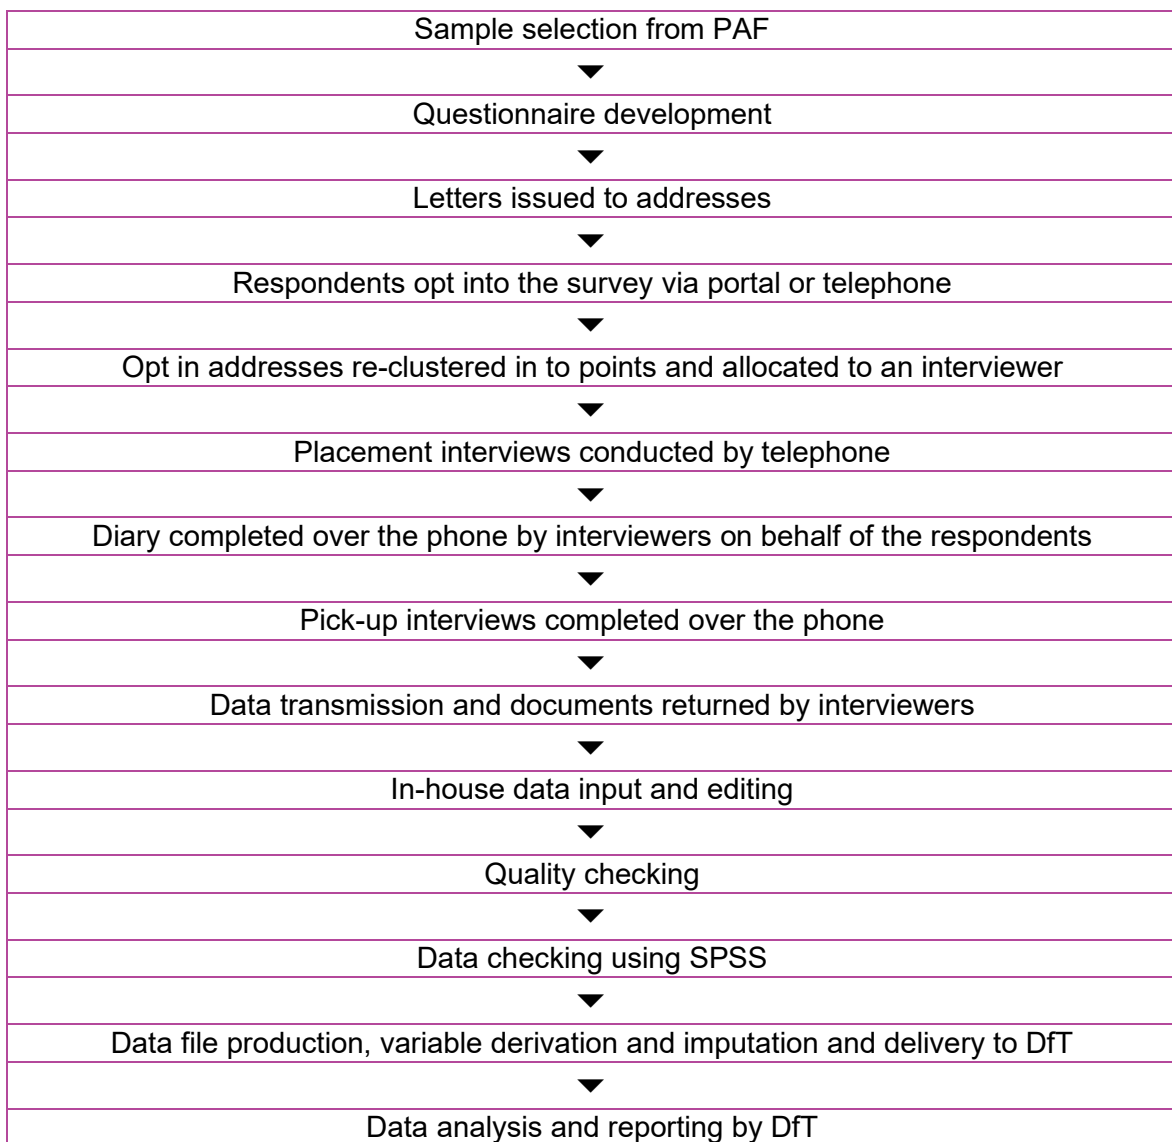 Sample selection from PAF
Questionnaire development
Letters issued to addresses
Respondents opt into the survey via portal or telephone
Opt in addresses re-clustered in to points and allocated to an interviewer
Placement interviews conducted by telephone
Diary completed over the phone by interviewers on behalf of the respondents
Pick-up interviews completed over the phone
Data transmission and documents returned by interviewers
In-house data input and editing
Quality checking
Data checking using SPSS
Data file production, variable derivation and imputation and delivery to DfT
Data analysis and reporting by DfT